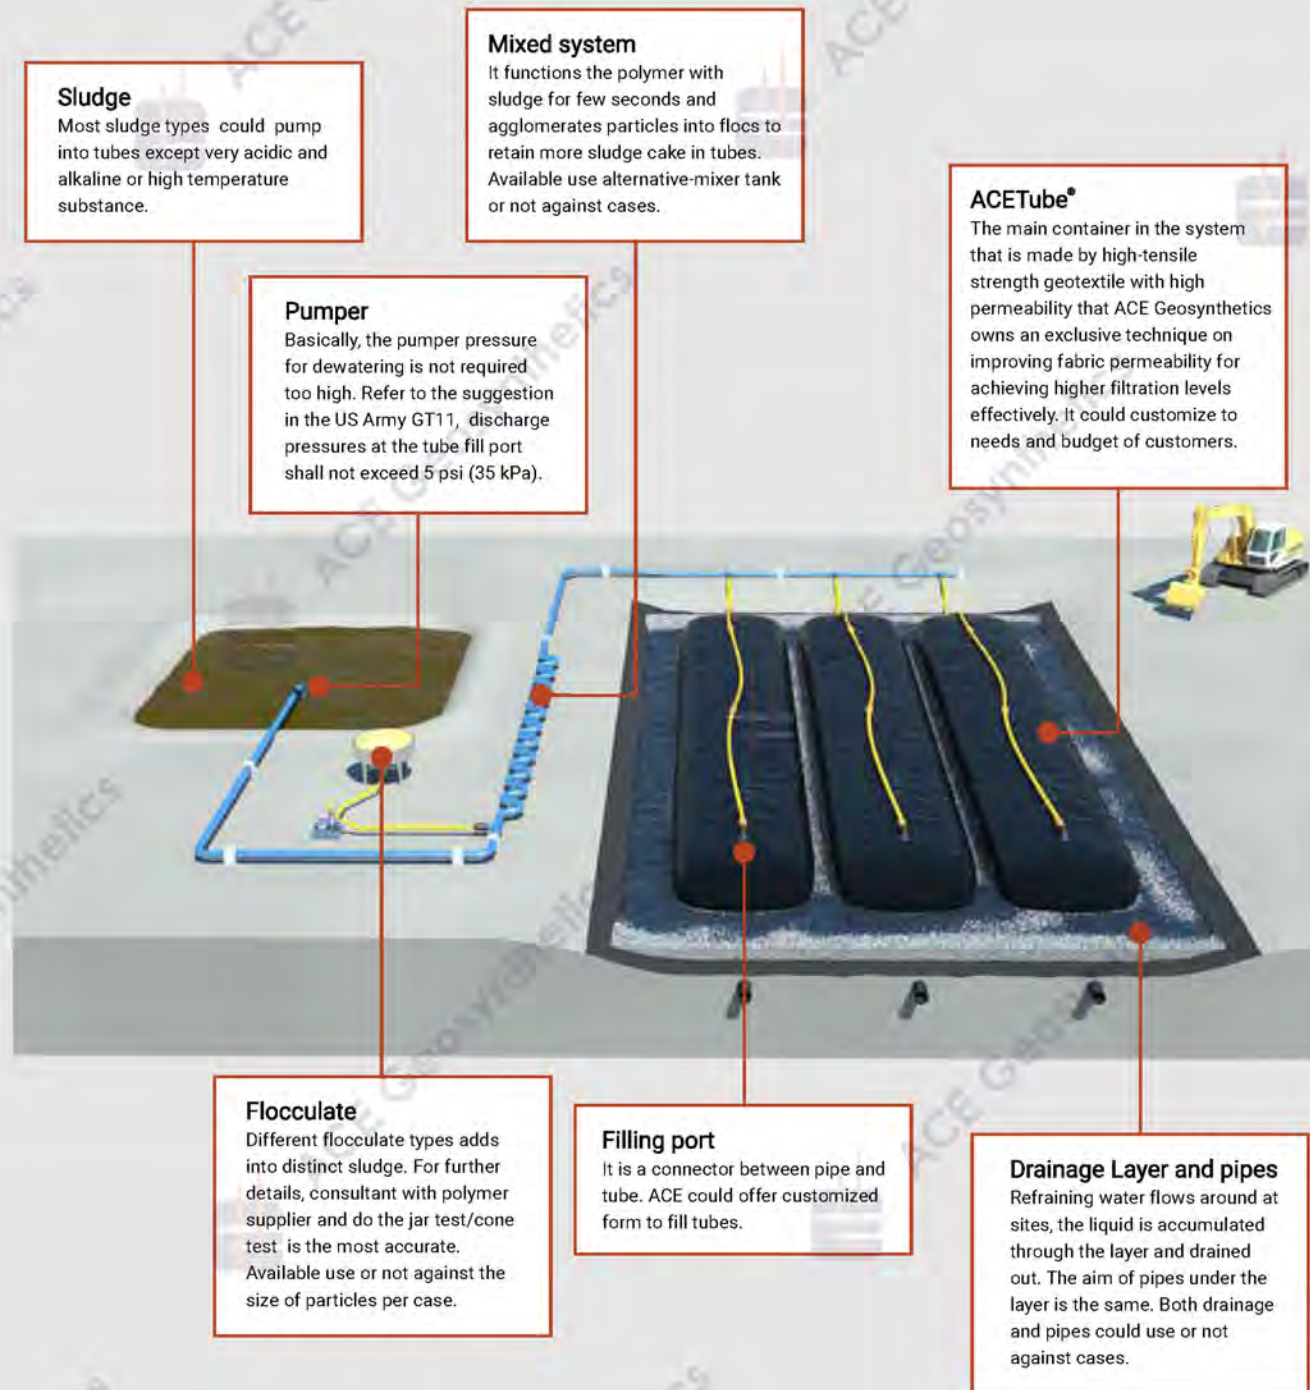 Sludge
Most sludge types could pump
into tubes except very acidic and
alkaline or high temperature
substance.
Mixed system
It functions the polymer with
sludge for few seconds and
agglomerates particles into flocs to
retain more sludge cake in tubes.
Available use alternative-mixer tank
or not against cases.
Pumper
Basically, the pumper pressure
for dewatering is not required
too high. Refer to the suggestion
in the US Army GT11, discharge
pressures at the tube fill port
shall not exceed 5 psi (35 kPa).
ACETube®
The main container in the system
that is made by high-tensile
strength geotextile with high
permeability that ACE Geosynthetics
owns an exclusive technique on
improving fabric permeability for
achieving higher filtration levels
effectively. It could customize to
needs and budget of customers.
Flocculate
Different flocculate types adds
into distinct sludge. For further
details, consultant with polymer
supplier and do the jar test/cone
test is the most accurate.
Available use or not against the
size of particles per case.
Filling port
It is a connector between pipe and
tube. ACE could offer customized
form to fill tubes.
Drainage Layer and pipes
Refraining water flows around at
sites, the liquid is accumulated
through the layer and drained
out. The aim of pipes under the
layer is the same. Both drainage
and pipes could use or not
against cases.
ACE Geosynthetics